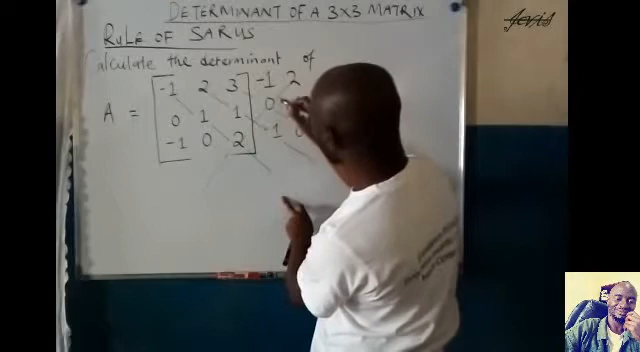 DETERMINANT OF A 3x3 MATRIX
RULE OF SARUS
Calculate the determinant of
-1 2 3 -1 2
A = 0 1 1 0
-1 0 2 -1 0